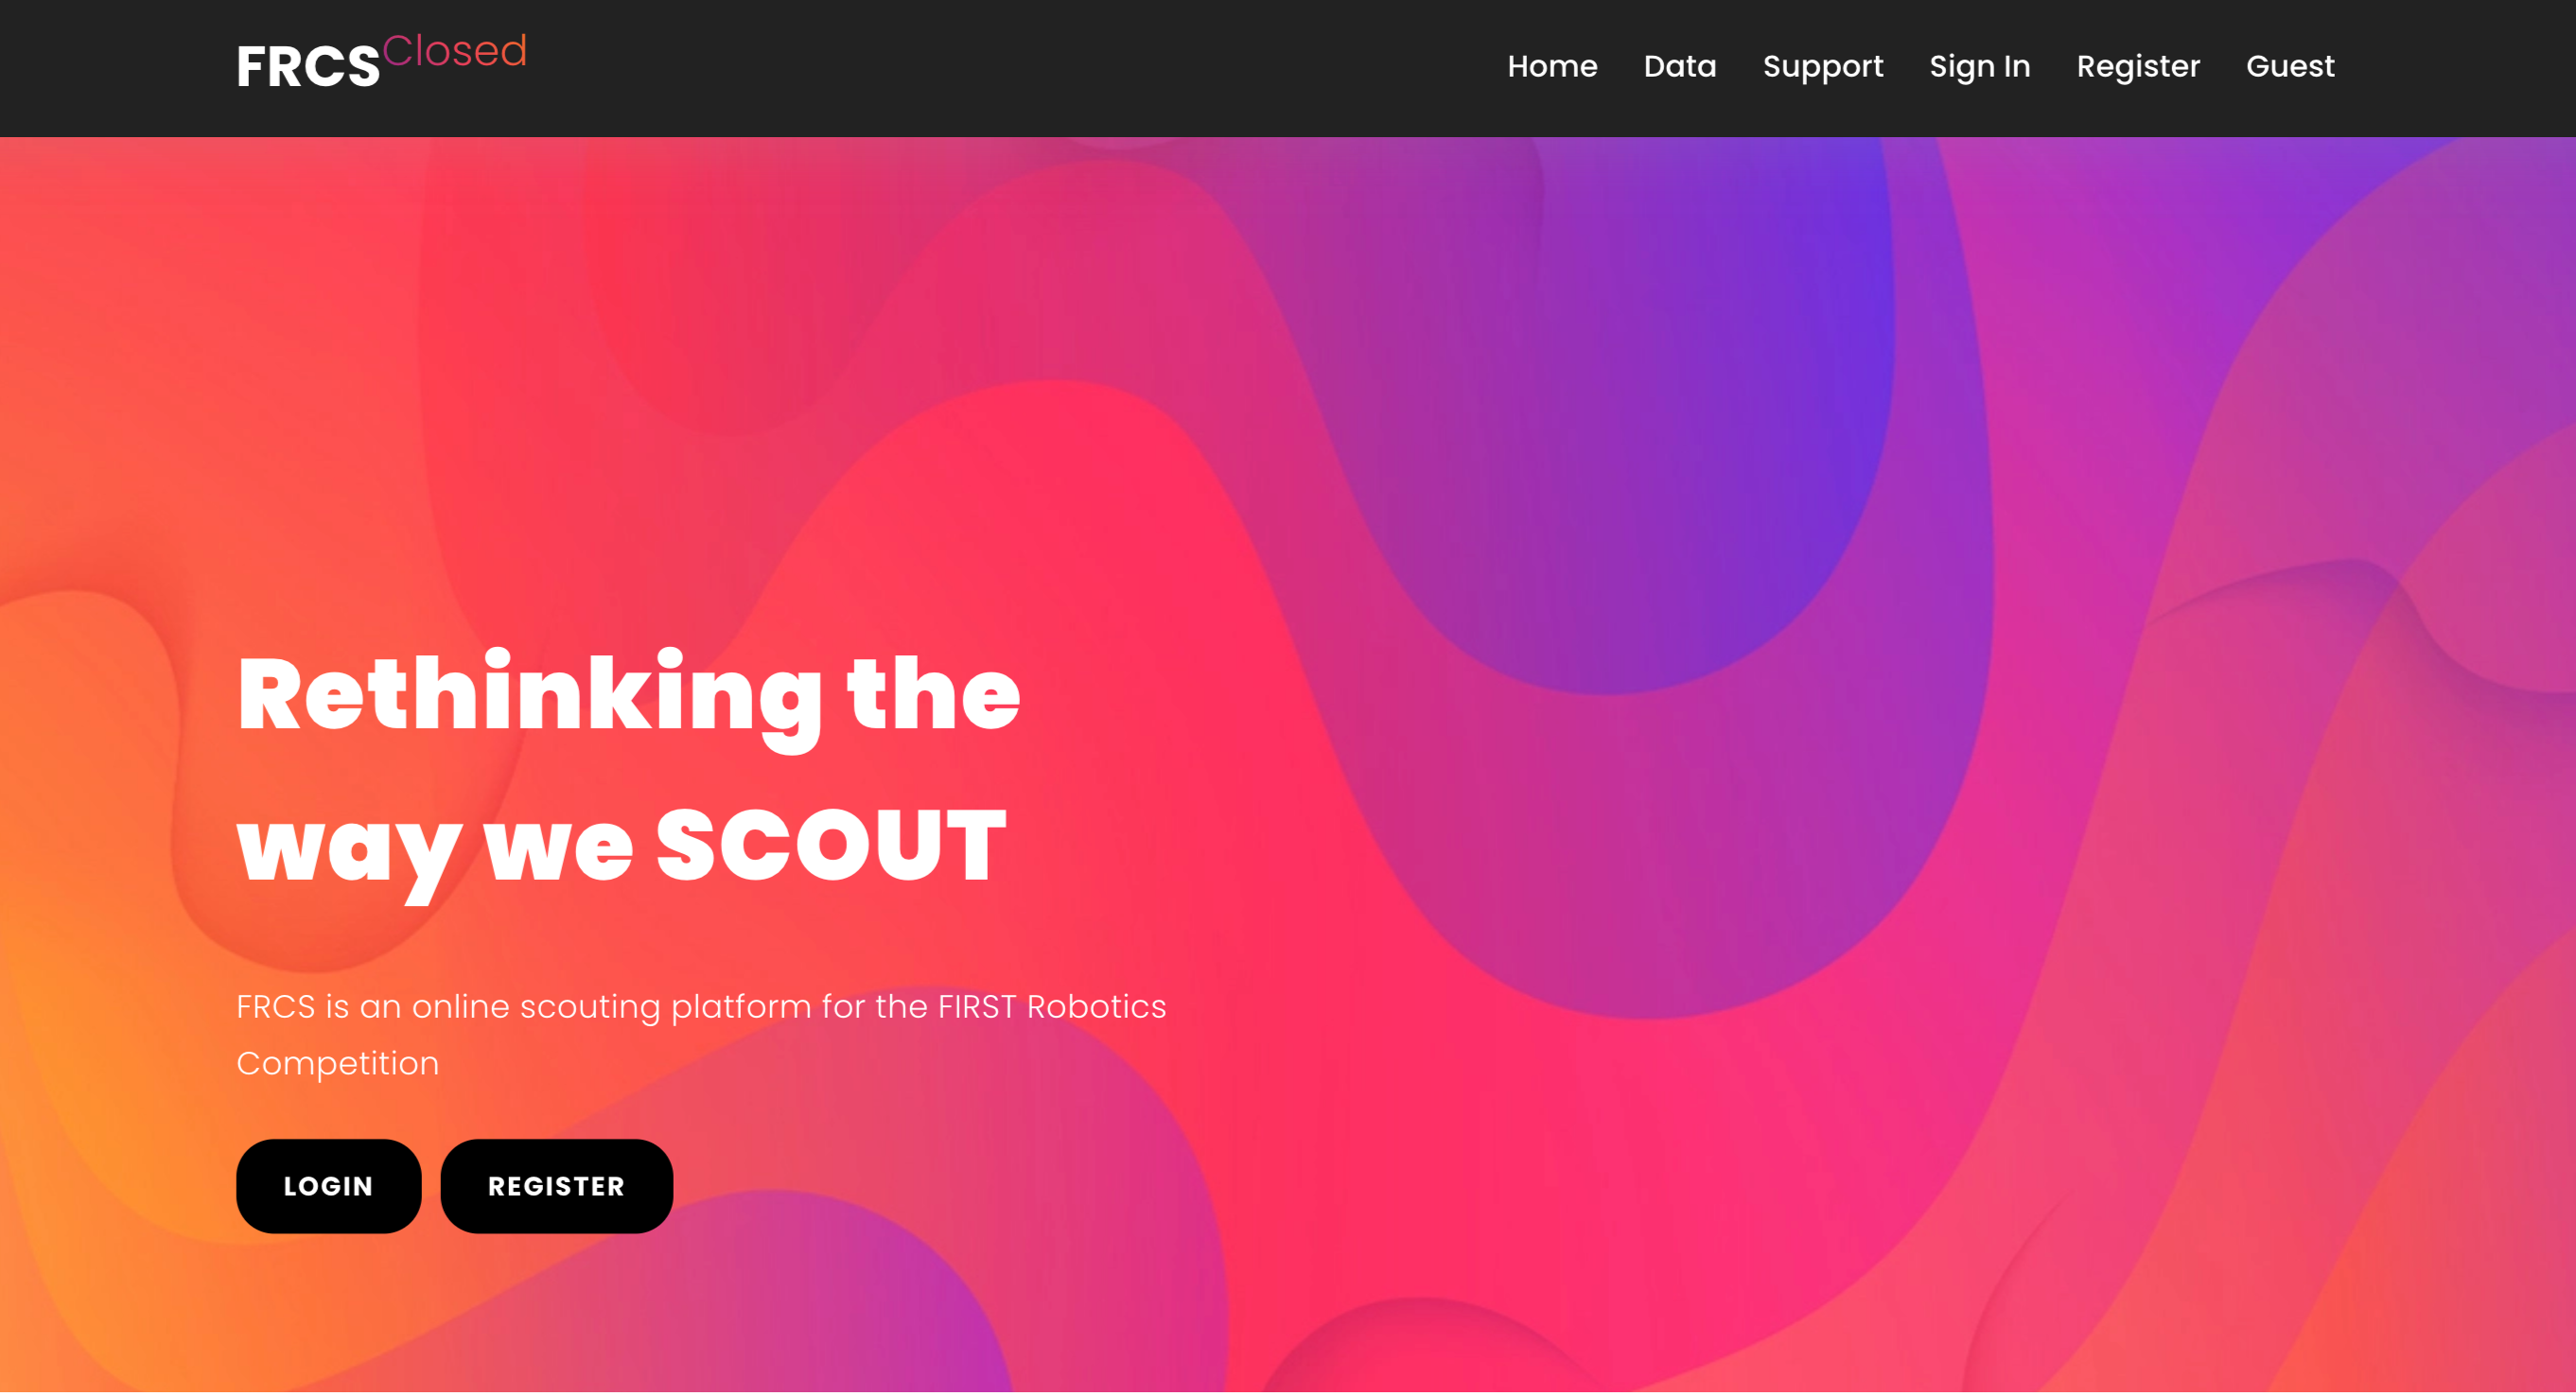 FRCS Closed
Home Data Support Sign In Register Guest
Rethinking the
way we SCOUT
FRCS is an online scouting platform for the FIRST Robotics
Competition
LOGIN REGISTER